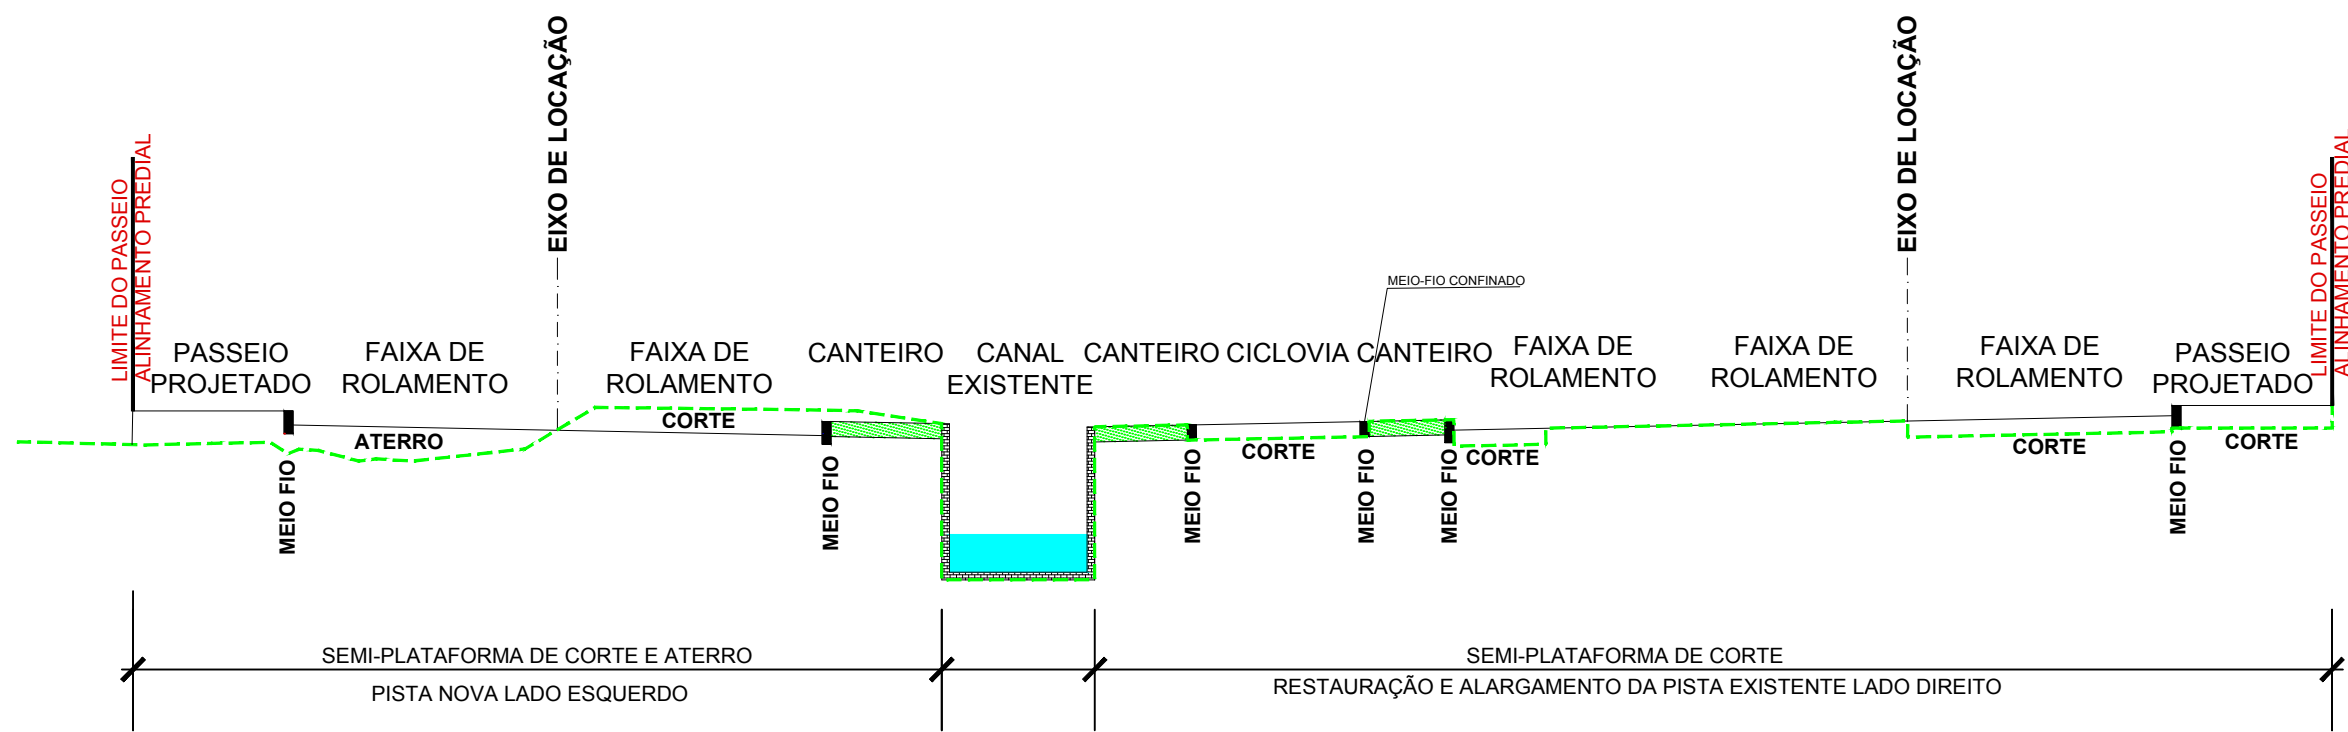 EIXO DE LOCAÇÃO
EIXO DE LOCAÇÃO
LIMITE DO PASSEIO
ALINHAMENTO PREDIAL
LIMITE DO PASSEIO
ALINHAMENTO PREDIAL
MEIO-FIO CONFINADO
PASSEIO
PROJETADO
FAIXA DE
ROLAMENTO
FAIXA DE
ROLAMENTO
CANTEIRO
CANAL
EXISTENTE
CANTEIRO
CICLOVIA
CANTEIRO
FAIXA DE
ROLAMENTO
FAIXA DE
ROLAMENTO
FAIXA DE
ROLAMENTO
PASSEIO
PROJETADO
ATERRO
CORTE
CORTE
CORTE
CORTE
CORTE
MEIO FIO
MEIO FIO
MEIO FIO
MEIO FIO
MEIO FIO
MEIO FIO
SEMI-PLATAFORMA DE CORTE E ATERRO
PISTA NOVA LADO ESQUERDO
SEMI-PLATAFORMA DE CORTE
RESTAURAÇÃO E ALARGAMENTO DA PISTA EXISTENTE LADO DIREITO